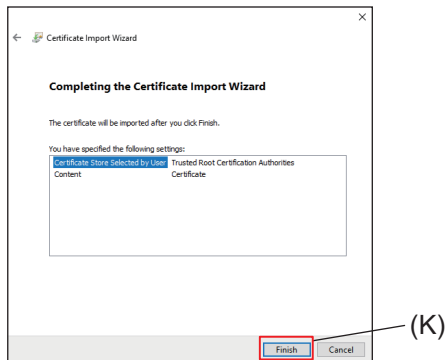 Certificate Import Wizard
Completing the Certificate Import Wizard
The certificate will be imported after you click Finish.
You have specified the following settings:
Certificate Store Selected by User Trusted Root Certification Authorities
Content Certificate
(K)
Finish Cancel